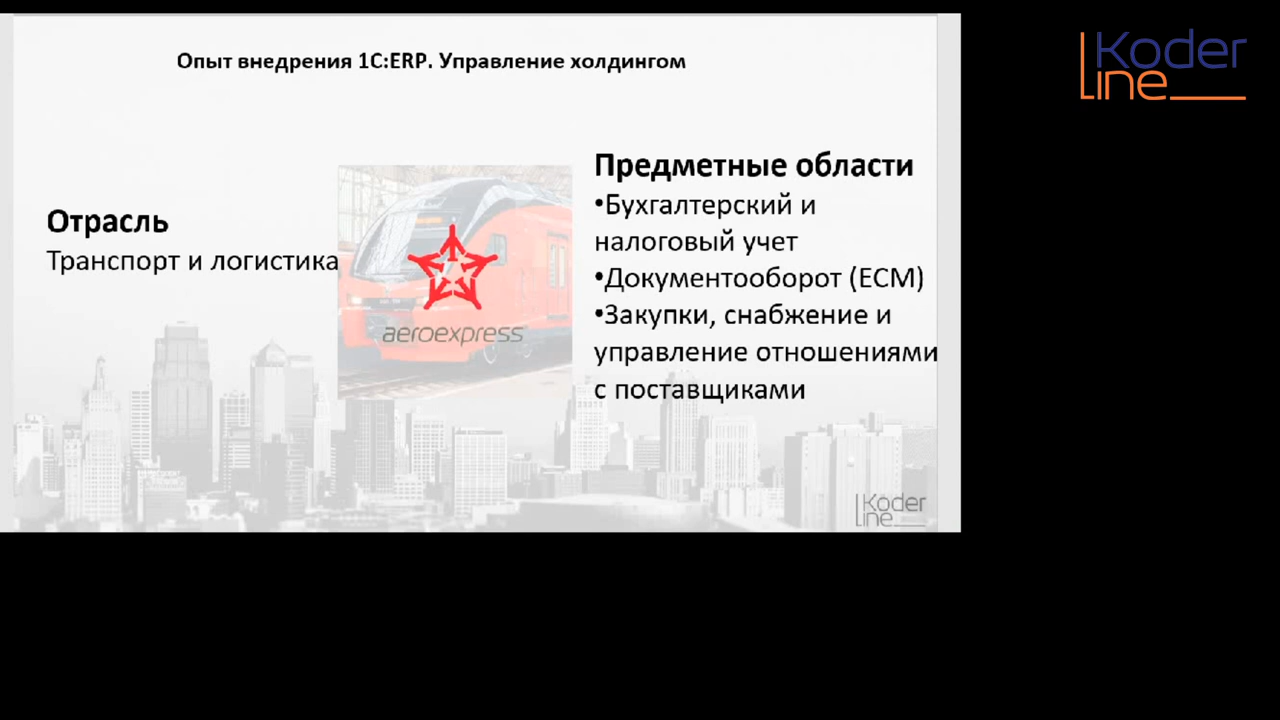 Опыт внедрения 1С:ERP. Управление холдингом
Koder
line
Отрасль
Транспорт и логистика
aeroexpress
Предметные области
•Бухгалтерский и
налоговый учет
•Документооборот (ECM)
•Закупки, снабжение и
управление отношениями
с поставщиками
Koder
line